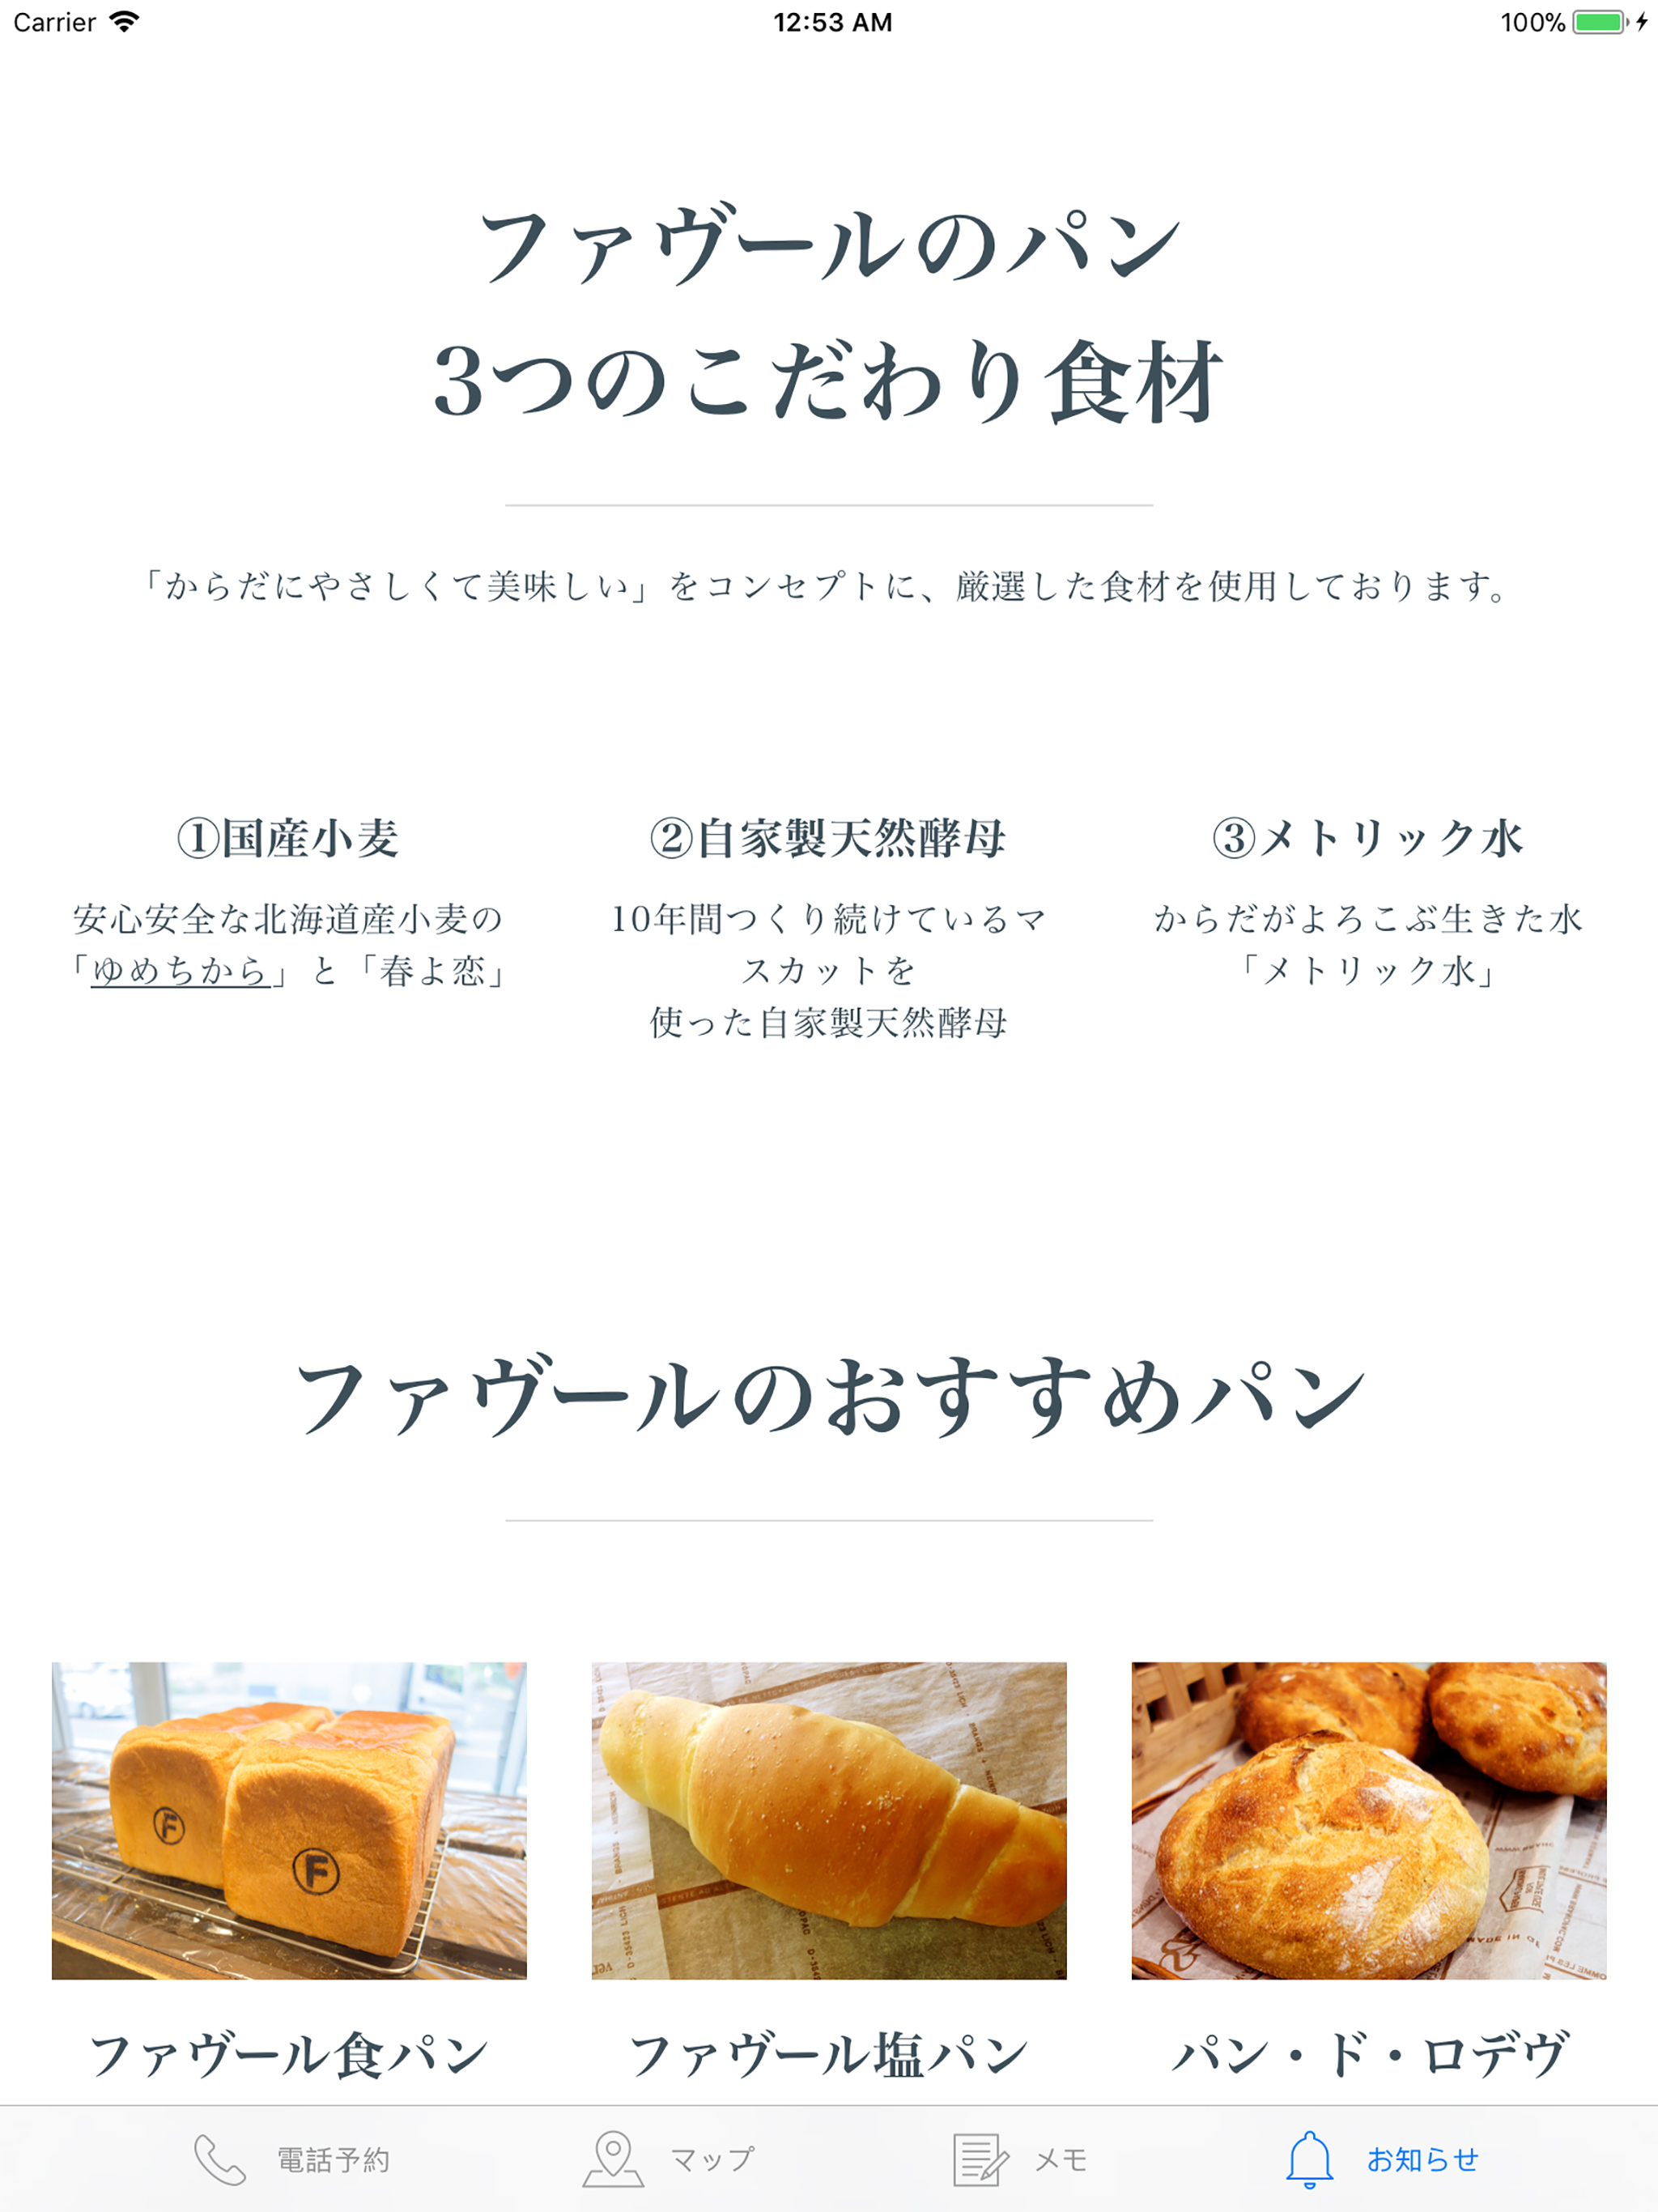 Carrier 12:53 AM 100%
ファヴールのパン
3つのこだわり食材
「からだにやさしくて美味しい」をコンセプトに、厳選した食材を使用しております。
①国産小麦
安心安全な北海道産小麦の
「ゆめちから」と「春よ恋」
②自家製天然酵母
10年間つくり続けているマ
スカットを
使った自家製天然酵母
③メトリック水
からだがよろこぶ生きた水
「メトリック水」
ファヴールのおすすめパン
F
F
ファヴール食パン
ファヴール塩パン
パン・ド・ロデヴ
電話予約
マップ
メモ
お知らせ